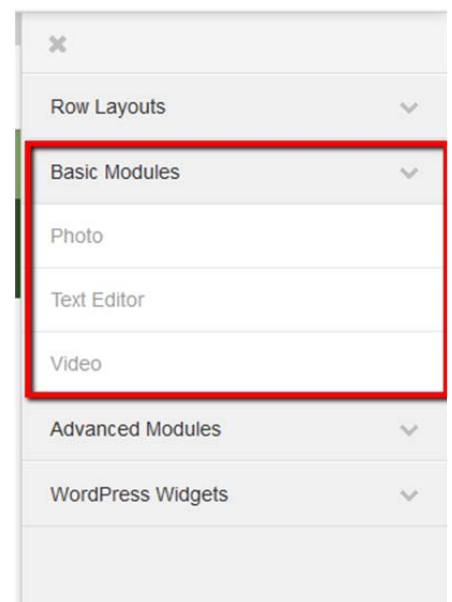 Row Layouts
Basic Modules
Photo
Text Editor
Video
Advanced Modules
WordPress Widgets